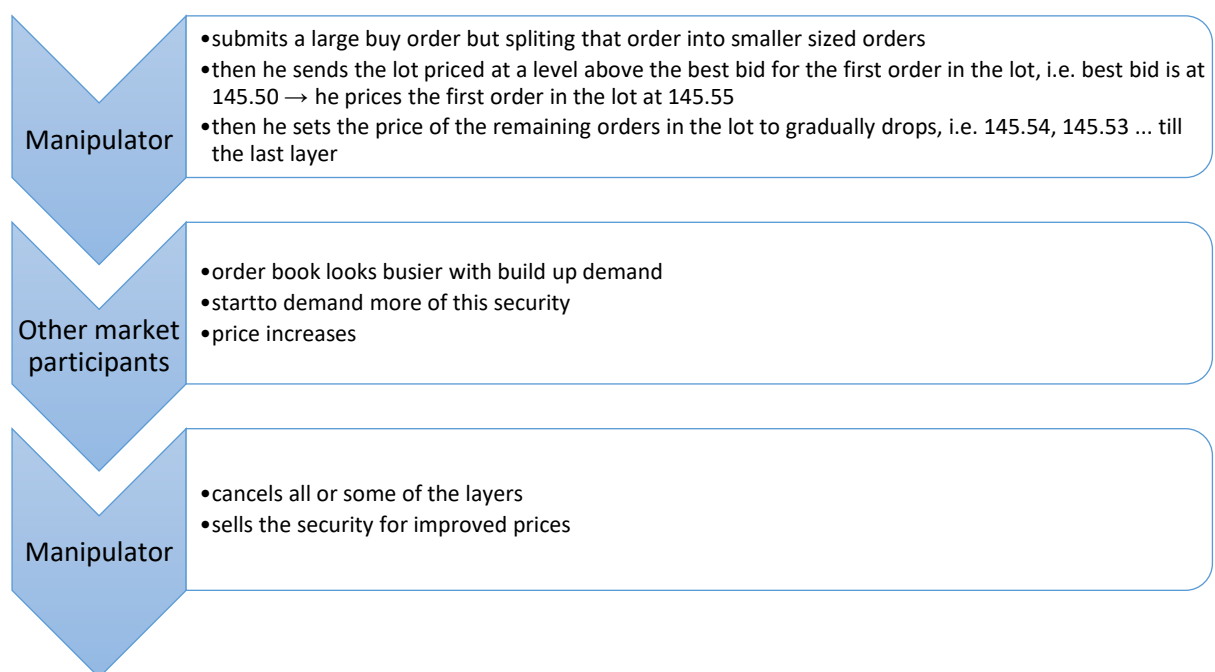 Manipulator
•submits a large buy order but spliting that order into smaller sized orders
•then he sends the lot priced at a level above the best bid for the first order in the lot, i.e. best bid is at
145.50 → he prices the first order in the lot at 145.55
•then he sets the price of the remaining orders in the lot to gradually drops, i.e. 145.54, 145.53 ... till
the last layer
Other market
participants
•order book looks busier with build up demand
•startto demand more of this security
•price increases
Manipulator
•cancels all or some of the layers
•sells the security for improved prices